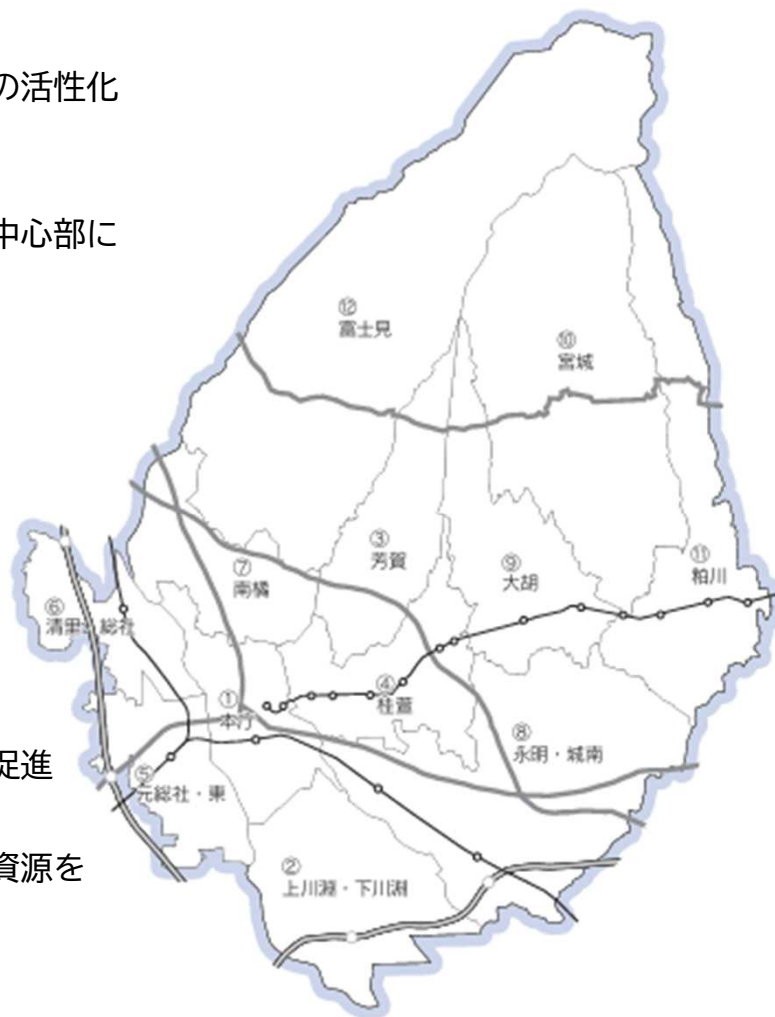 の活性化
中心部に
⑫
富士見
⑩
宮城
③
芳賀
⑨
大胡
⑪
粕川
⑦
南橘
⑥
清里・総社
①
本庁
④
桂萱
⑧
永明・城南
足進
⑤
元総社・東
資源を
②
上川淵・下川淵